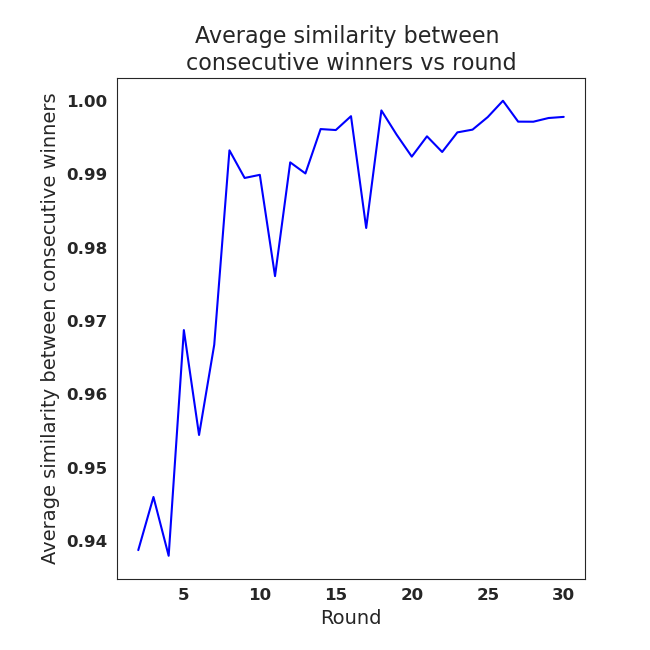 Average similarity between
consecutive winners vs round
Average similarity between consecutive winners
1.00
0.99
0.98
0.97
0.96
0.95
0.94
5 10 15 20 25 30
Round